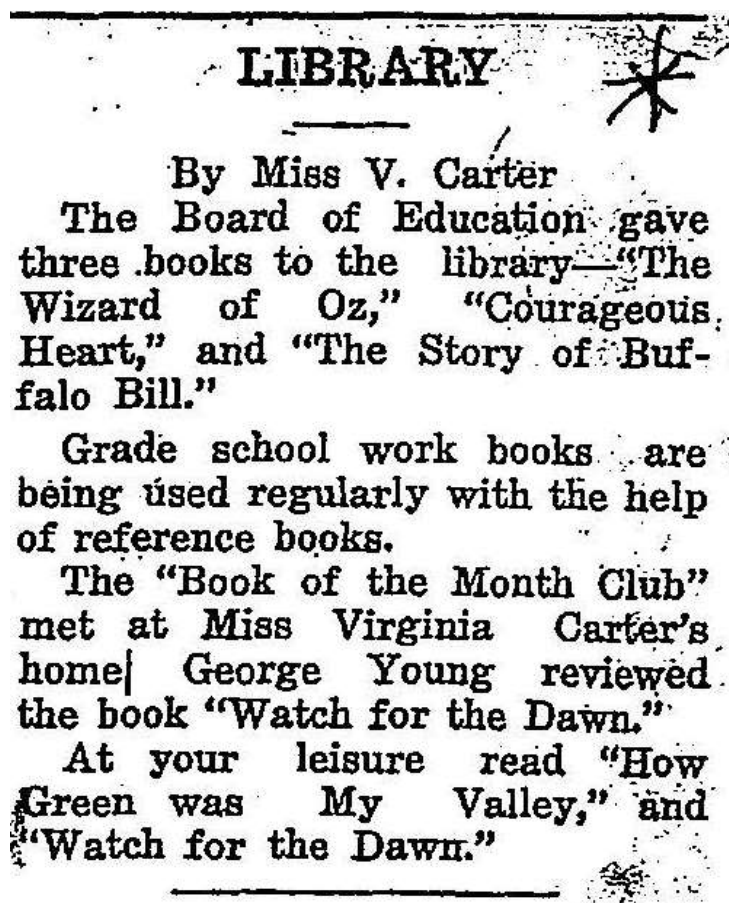 LIBRARY
By Miss V. Carter
The Board of Education gave
three books to the library—"The
Wizard of Oz," "Courageous
Heart," and "The Story of Buf-
falo Bill."
Grade school work books are
being used regularly with the help
of reference books.
The "Book of the Month Club"
met at Miss Virginia Carter's
home| George Young reviewed
the book "Watch for the Dawn."
At your leisure read "How
Green was My Valley," and
"Watch for the Dawn."